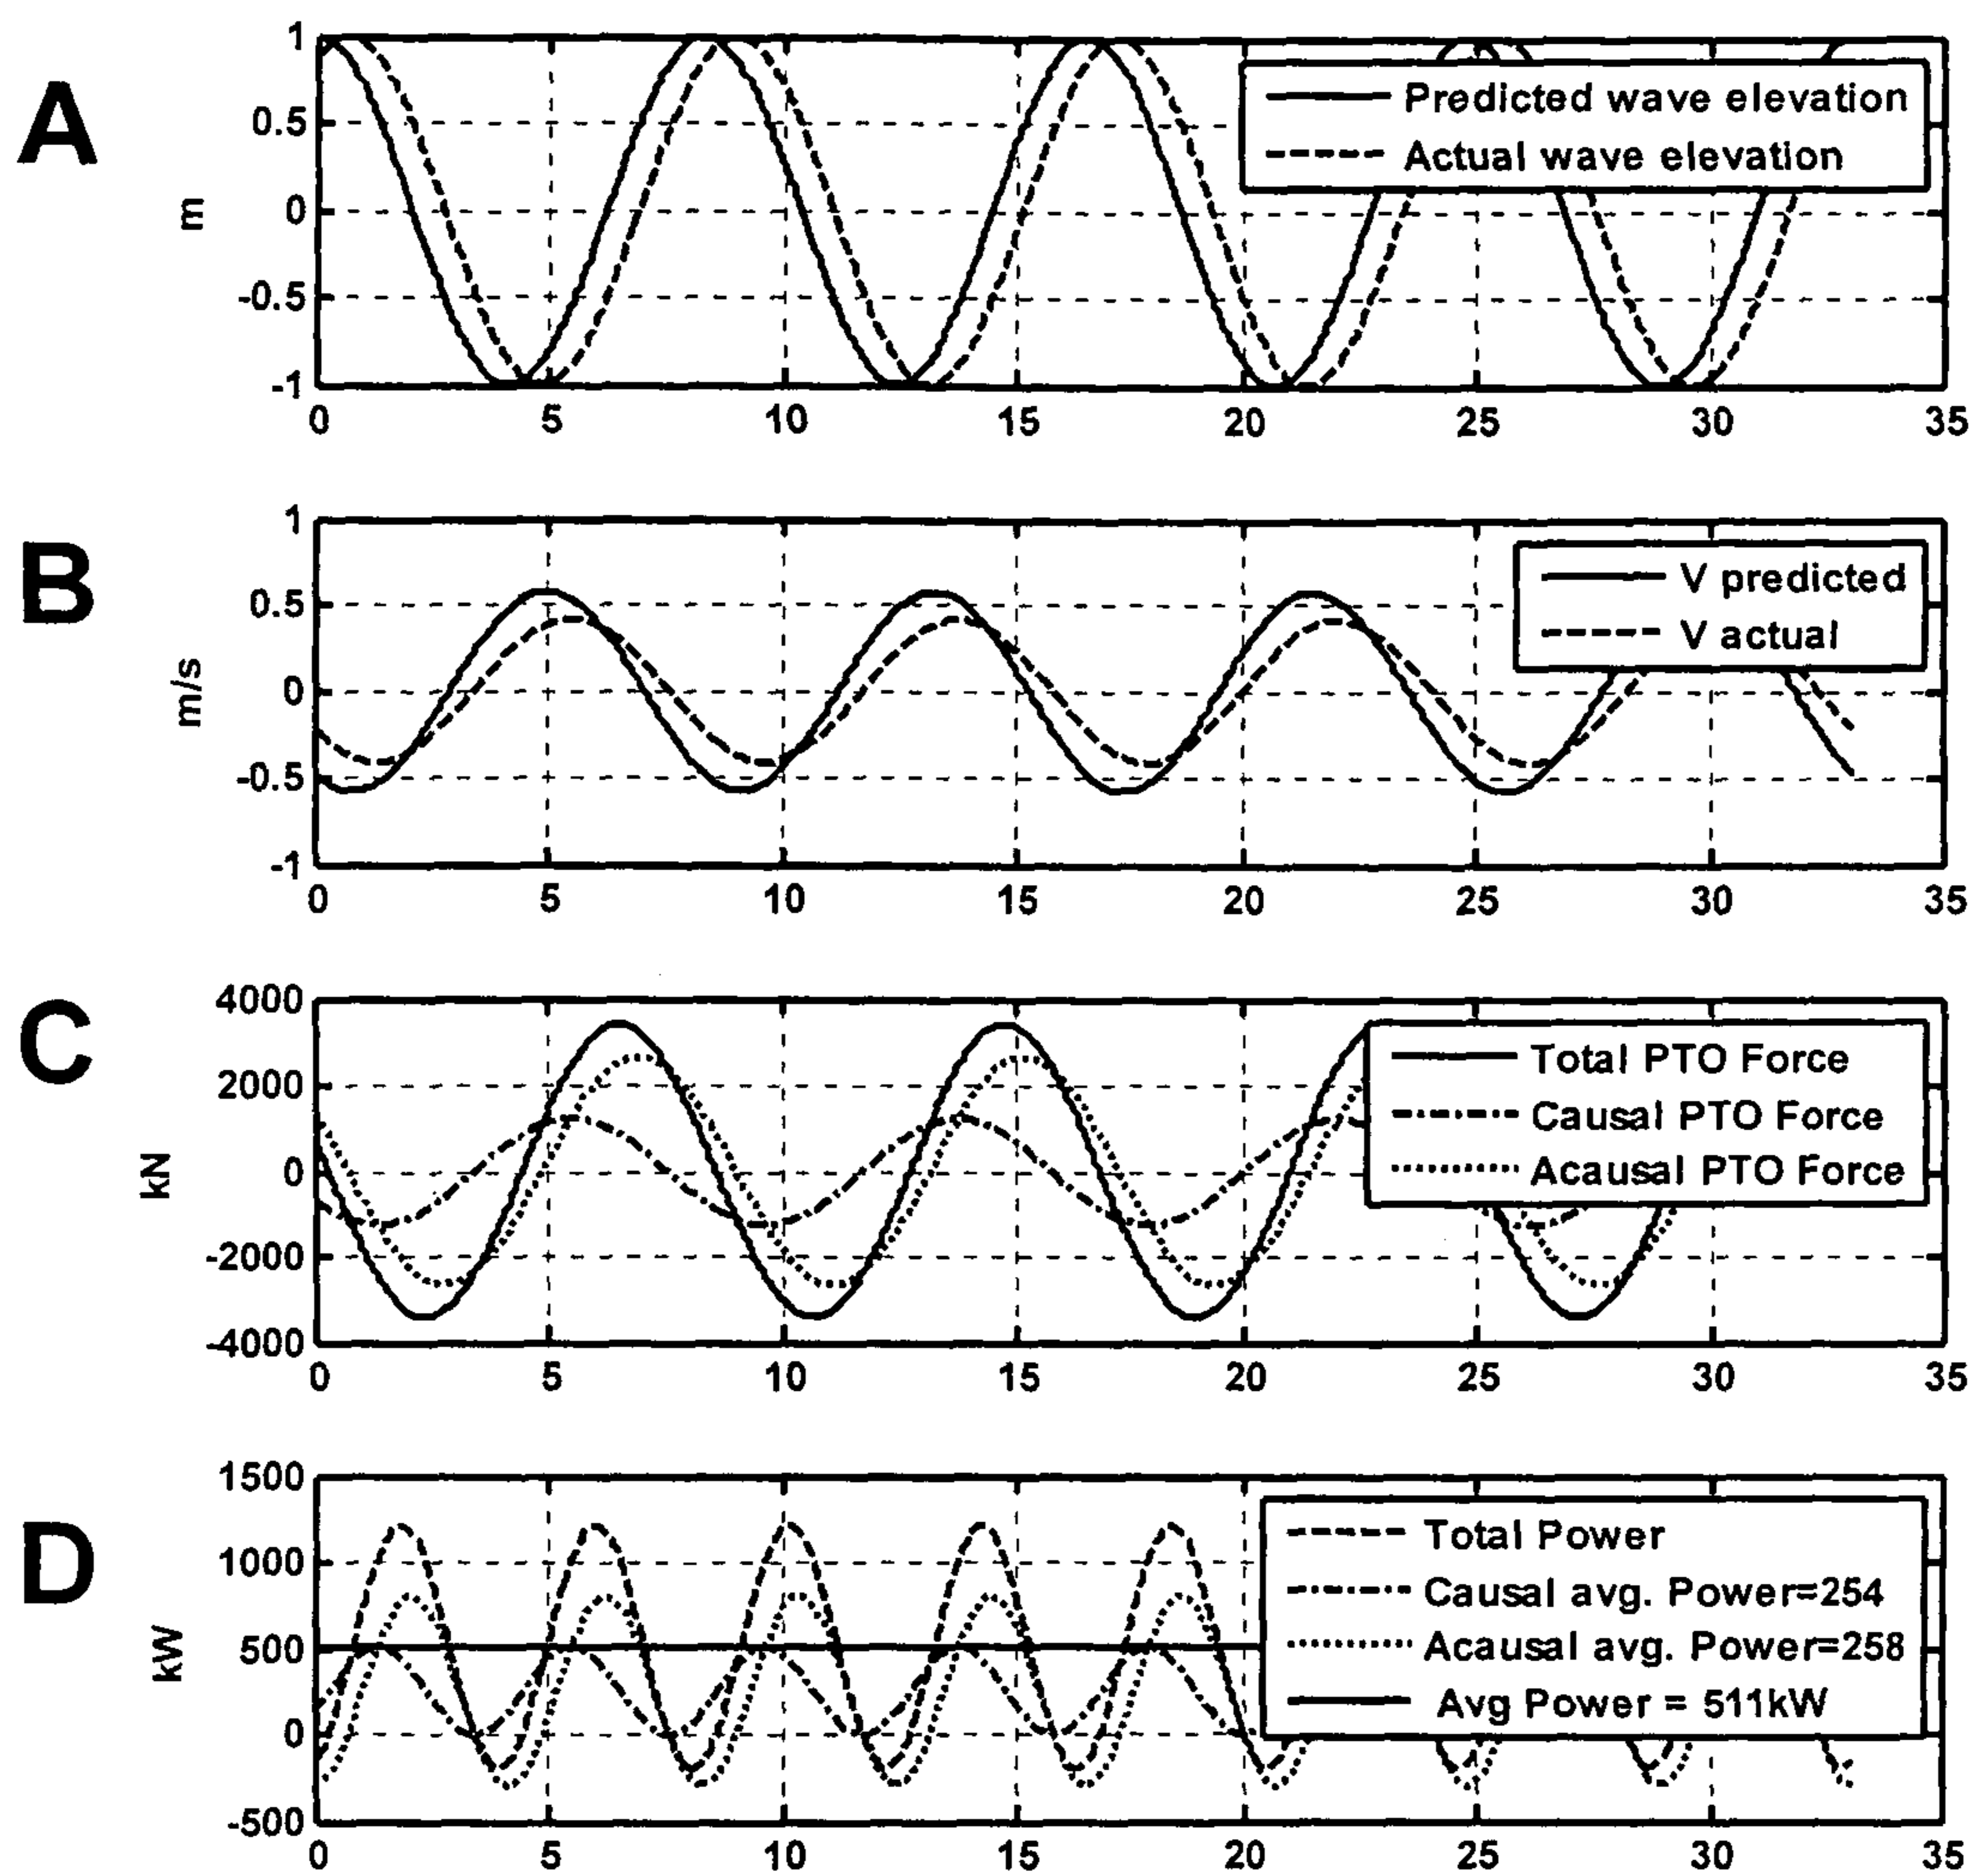 A
m
1
0.5
0
-0.5
-1
Predicted wave elevation
Actual wave elevation
0 5 10 15 20 25 30 35
B
m/s
1
0.5
0
-0.5
-1
V predicted
V actual
0 5 10 15 20 25 30 35
C
kN
4000
2000
0
-2000
-4000
Total PTO Force
Causal PTO Force
Acausal PTO Force
0 5 10 15 20 25 30 35
D
kW
1500
1000
500
0
-500
Total Power
Causal avg. Power=254
Acausal avg. Power=258
Avg Power = 511kW
0 5 10 15 20 25 30 35